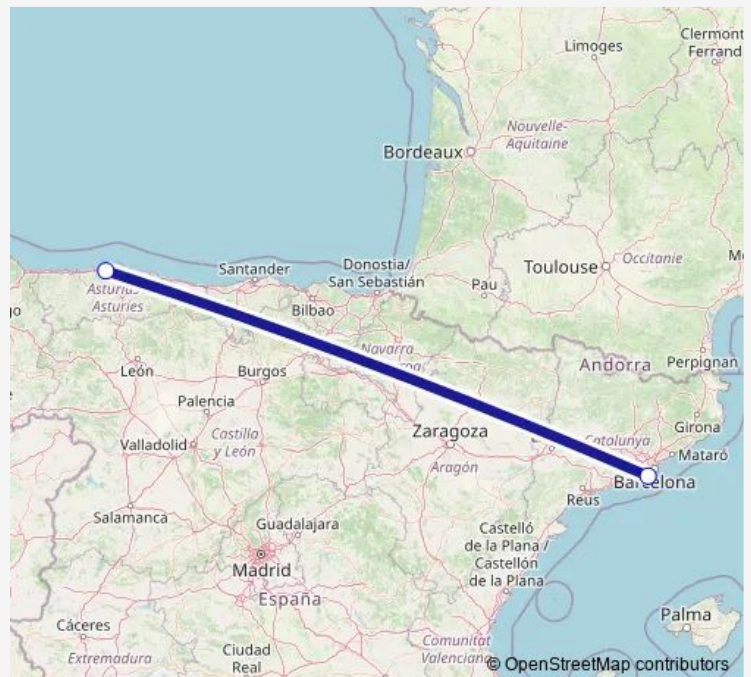 Limoges
Clermont
Ferrand
Nouvelle-
Aquitaine
Bordeaux
Occitanie
Toulouse
Santander
Donostia/
San Sebastián
Pau
Asturias
Asturies
Bilbao
Navarra
León
Burgos
Andorra
Perpignan
Palencia
Castilla
y León
Valladolid
Zaragoza
Aragón
Catalunya
Girona
Mataró
Barcelona
Reus
Salamanca
Guadalajara
Madrid
España
Castelló
de la Plana /
Castellón
de la Plana
Palma
Cáceres
Extremadura
Ciudad
Real
Comunitat
Valenciana
© OpenStreetMap contributors